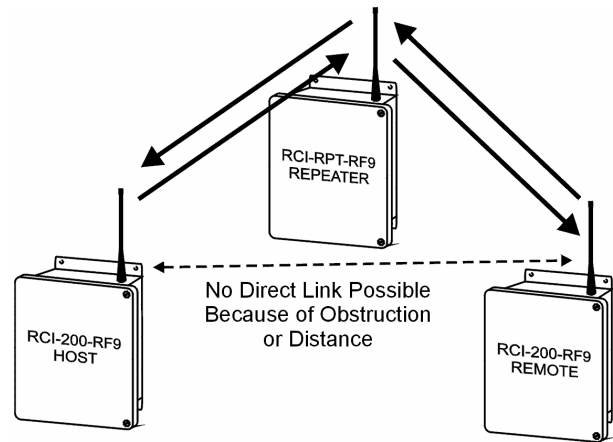 RCI-RPT-RF9
REPEATER
No Direct Link Possible
Because of Obstruction
or Distance
RCI-200-RF9
HOST
RCI-200-RF9
REMOTE